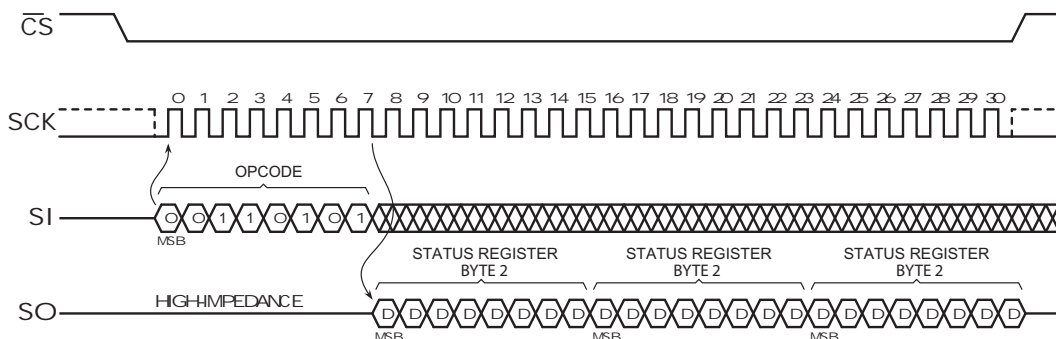 CS
0 1 2 3 4 5 6 7 8 9 10 11 12 13 14 15 16 17 18 19 20 21 22 23 24 25 26 27 28 29 30
SCK
OPCODE
SI 0 0 1 1 0 1 0 1
MSB
STATUS REGISTER BYTE 2
STATUS REGISTER BYTE 2
STATUS REGISTER BYTE 2
HIGH-IMPEDANCE
SO D D D D D D D D D D D D D D D D D D D D D D D D
MSB MSB MSB